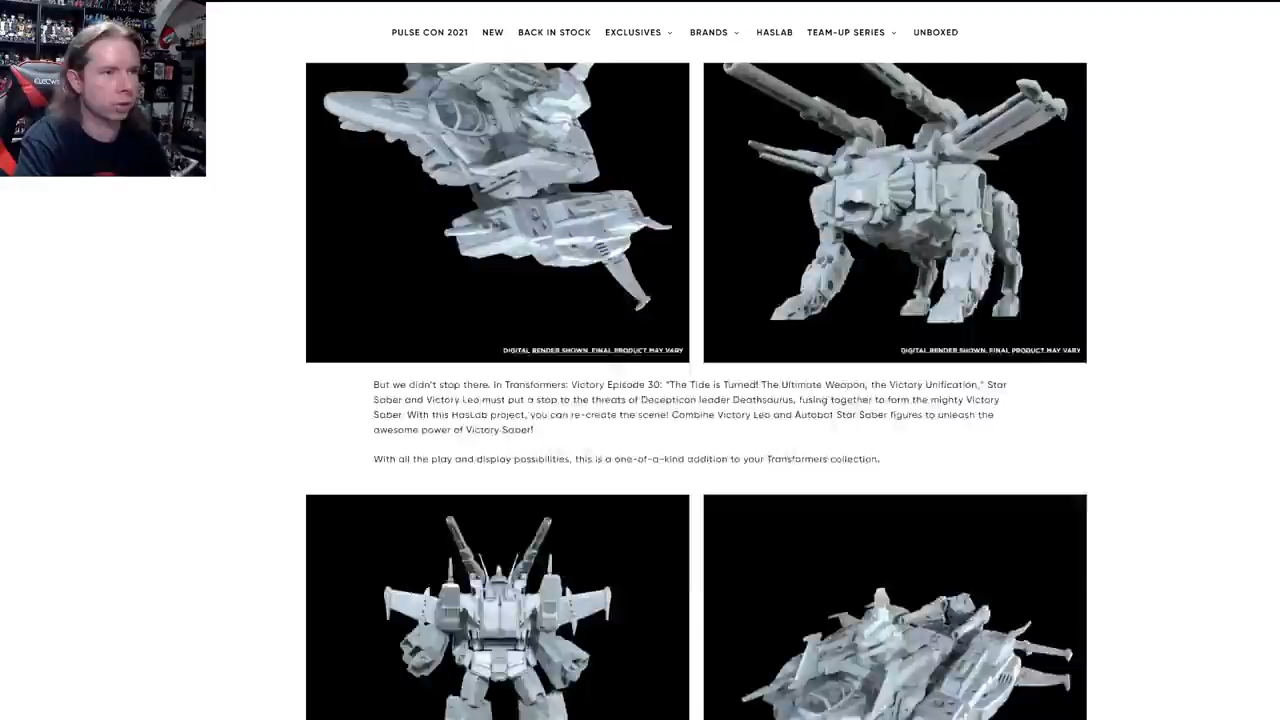 PULSE CON 2021 NEW BACK IN STOCK EXCLUSIVES BRANDS HASLAB TEAM-UP SERIES UNBOXED
DIGITAL RENDER SHOWN. FINAL PRODUCT MAY VARY
DIGITAL RENDER SHOWN. FINAL PRODUCT MAY VARY
But we didn't stop there. In Transformers: Victory Episode 30: "The Tide is Turned! The Ultimate Weapon, the Victory Unification," Star
Saber and Victory Leo must put a stop to the threats of Decepticon leader Deathsaurus, fusing together to form the mighty Victory
Saber. With this HasLab project, you can re-create the scene! Combine Victory Leo and Autobot Star Saber figures to unleash the
awesome power of Victory Saber!
With all the play and display possibilities, this is a one-of-a-kind addition to your Transformers collection.